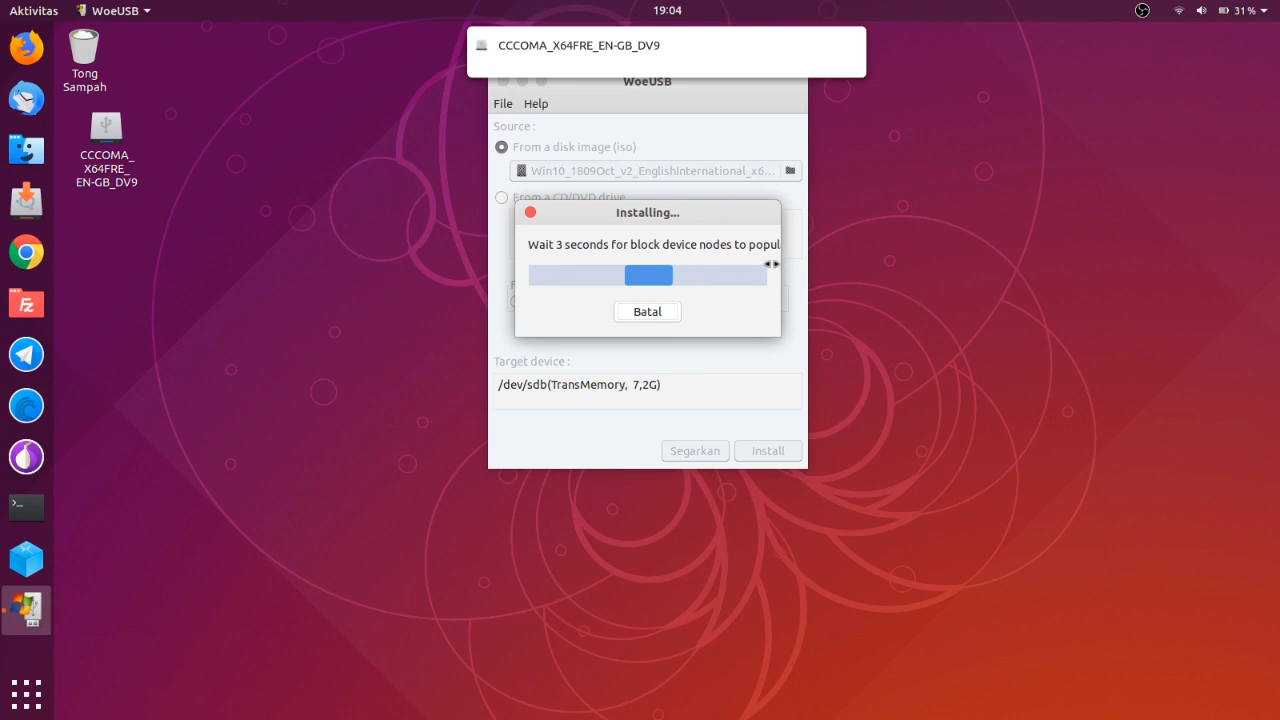 Aktivitas
WoeUSB
19:04
31%
Tong
Sampah
CCCOMA_
X64FRE_
EN-GB_DV9
CCCOMA_X64FRE_EN-GB_DV9
WoeUSB
File Help
Source :
From a disk image (iso)
Win10_1809Oct_v2_EnglishInternational_x6...
From a CD/DVD drive
Installing...
Wait 3 seconds for block device nodes to popul
Batal
Target device :
/dev/sdb(TransMemory, 7,2G)
Segarkan
Install